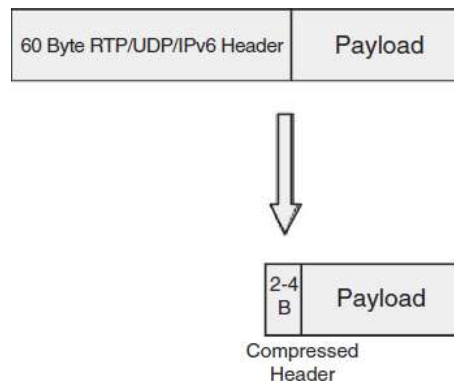 60 Byte RTP/UDP/IPv6 Header
Payload
2-4
B
Payload
Compressed
Header